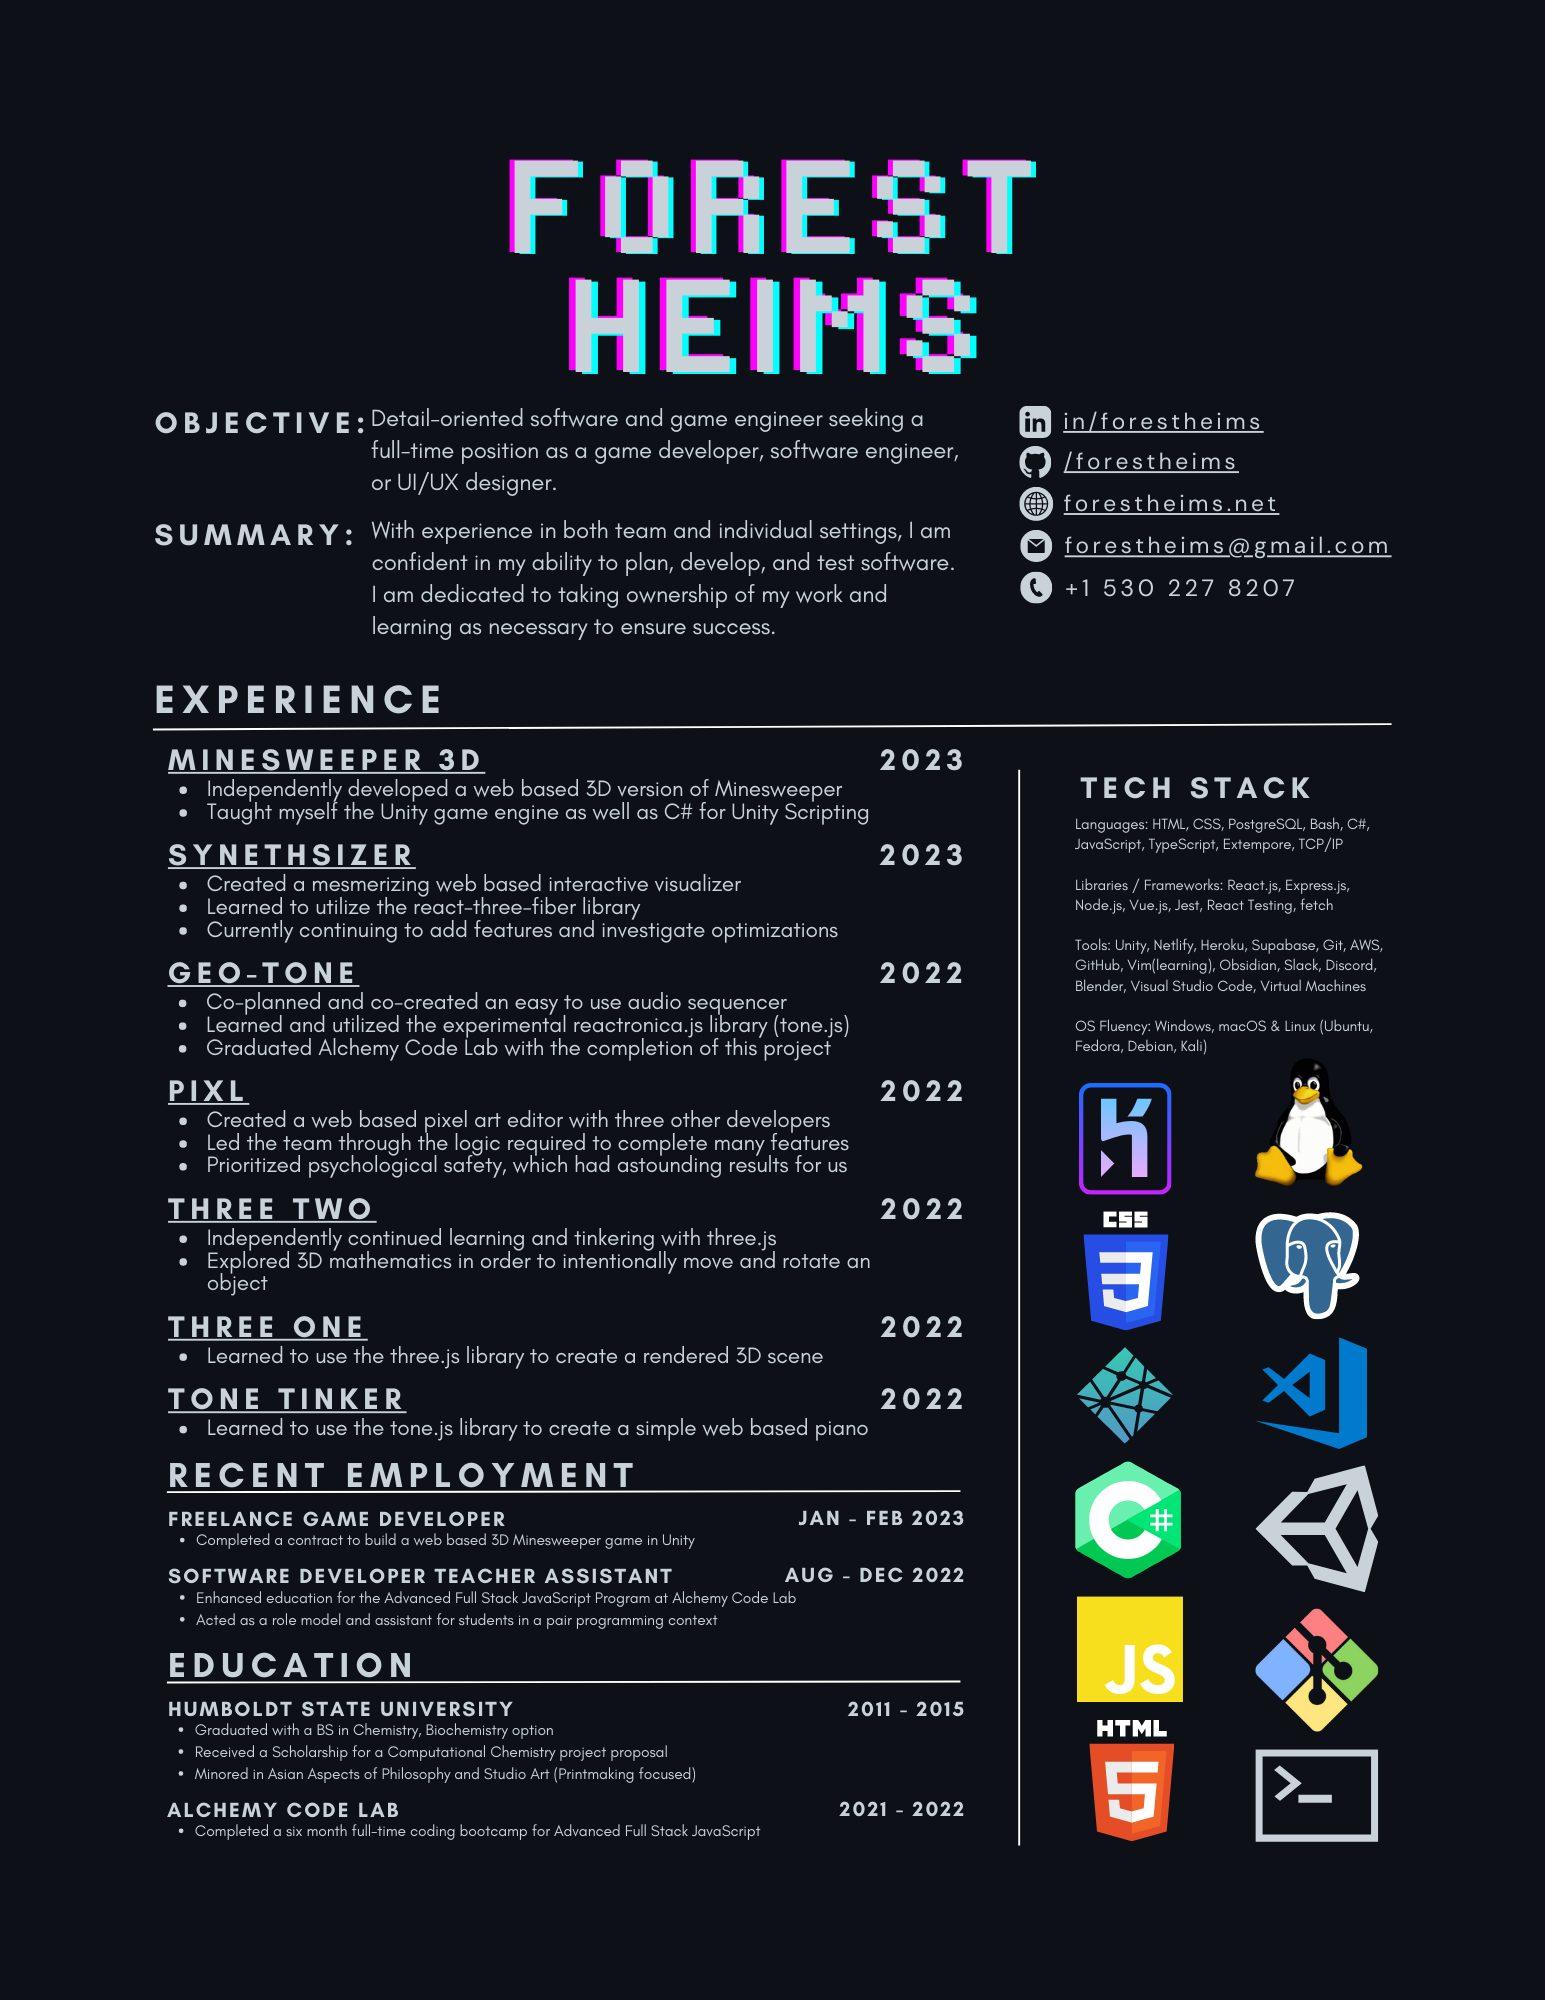 FOREST
HEIMS
OBJECTIVE:
Detail-oriented software and game engineer seeking a
full-time position as a game developer, software engineer,
or UI/UX designer.
SUMMARY:
With experience in both team and individual settings, I am
confident in my ability to plan, develop, and test software.
I am dedicated to taking ownership of my work and
learning as necessary to ensure success.
in/forestheims
/forestheims
forestheims.net
forestheims@gmail.com
+1 530 227 8207
EXPERIENCE
MINESWEEPER 3D 2023
• Independently developed a web based 3D version of Minesweeper
• Taught myself the Unity game engine as well as C# for Unity Scripting
SYNETHSIZER 2023
• Created a mesmerizing web based interactive visualizer
• Learned to utilize the react-three-fiber library
• Currently continuing to add features and investigate optimizations
GEO-TONE 2022
• Co-planned and co-created an easy to use audio sequencer
• Learned and utilized the experimental reactronica.js library (tone.js)
• Graduated Alchemy Code Lab with the completion of this project
PIXL 2022
• Created a web based pixel art editor with three other developers
• Led the team through the logic required to complete many features
• Prioritized psychological safety, which had astounding results for us
THREE TWO 2022
• Independently continued learning and tinkering with three.js
• Explored 3D mathematics in order to intentionally move and rotate an
object
THREE ONE 2022
• Learned to use the three.js library to create a rendered 3D scene
TONE TINKER 2022
• Learned to use the tone.js library to create a simple web based piano
RECENT EMPLOYMENT
FREELANCE GAME DEVELOPER JAN - FEB 2023
• Completed a contract to build a web based 3D Minesweeper game in Unity
SOFTWARE DEVELOPER TEACHER ASSISTANT AUG - DEC 2022
• Enhanced education for the Advanced Full Stack JavaScript Program at Alchemy Code Lab
• Acted as a role model and assistant for students in a pair programming context
EDUCATION
HUMBOLDT STATE UNIVERSITY 2011 - 2015
• Graduated with a BS in Chemistry, Biochemistry option
• Received a Scholarship for a Computational Chemistry project proposal
• Minored in Asian Aspects of Philosophy and Studio Art (Printmaking focused)
ALCHEMY CODE LAB 2021 - 2022
• Completed a six month full-time coding bootcamp for Advanced Full Stack JavaScript
TECH STACK
Languages: HTML, CSS, PostgreSQL, Bash, C#,
JavaScript, TypeScript, Extempore, TCP/IP
Libraries / Frameworks: React.js, Express.js,
Node.js, Vue.js, Jest, React Testing, fetch
Tools: Unity, Netlify, Heroku, Supabase, Git, AWS,
GitHub, Vim(learning), Obsidian, Slack, Discord,
Blender, Visual Studio Code, Virtual Machines
OS Fluency: Windows, macOS & Linux (Ubuntu,
Fedora, Debian, Kali)
CSS
3
C#
JS
HTML
5
>_